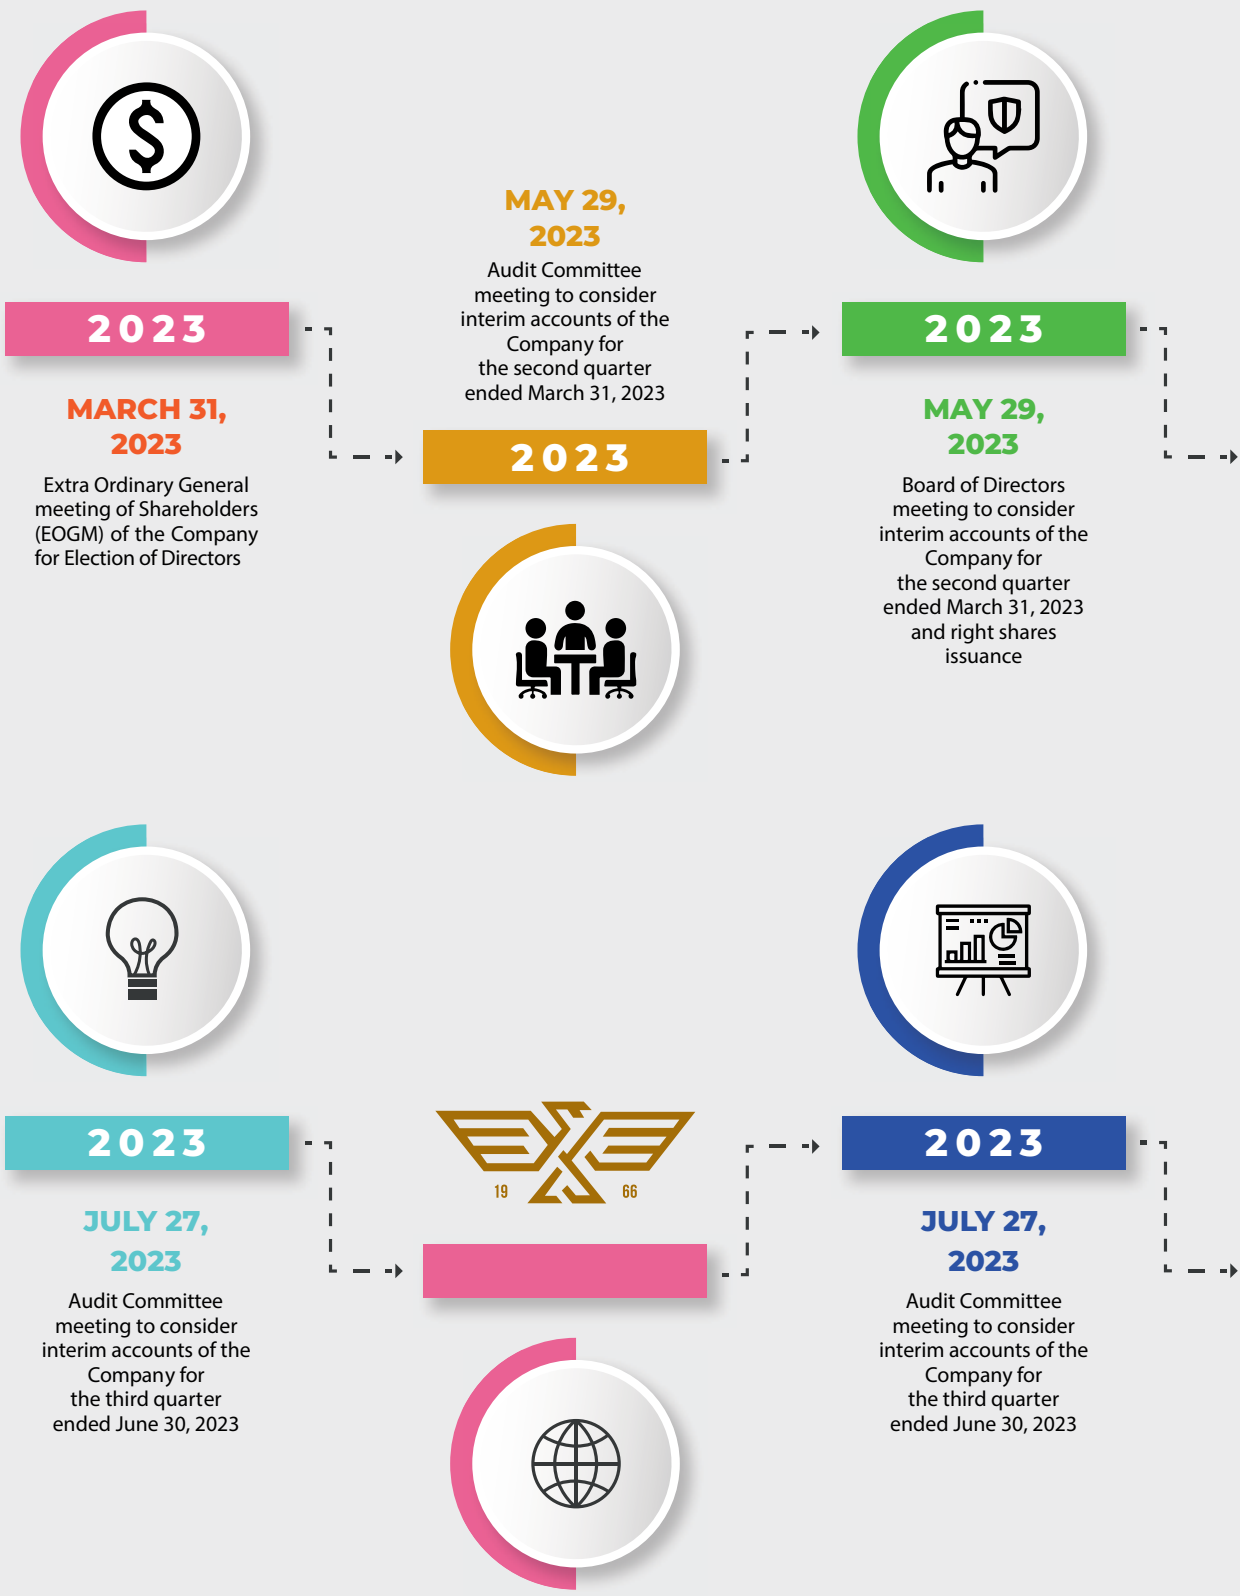 2023
MARCH 31,
2023
Extra Ordinary General
meeting of Shareholders
(EOGM) of the Company
for Election of Directors
MAY 29,
2023
Audit Committee
meeting to consider
interim accounts of the
Company for
the second quarter
ended March 31, 2023
2023
2023
MAY 29,
2023
Board of Directors
meeting to consider
interim accounts of the
Company for
the second quarter
ended March 31, 2023
and right shares
issuance
2023
JULY 27,
2023
Audit Committee
meeting to consider
interim accounts of the
Company for
the third quarter
ended June 30, 2023
19 66
2023
JULY 27,
2023
Audit Committee
meeting to consider
interim accounts of the
Company for
the third quarter
ended June 30, 2023